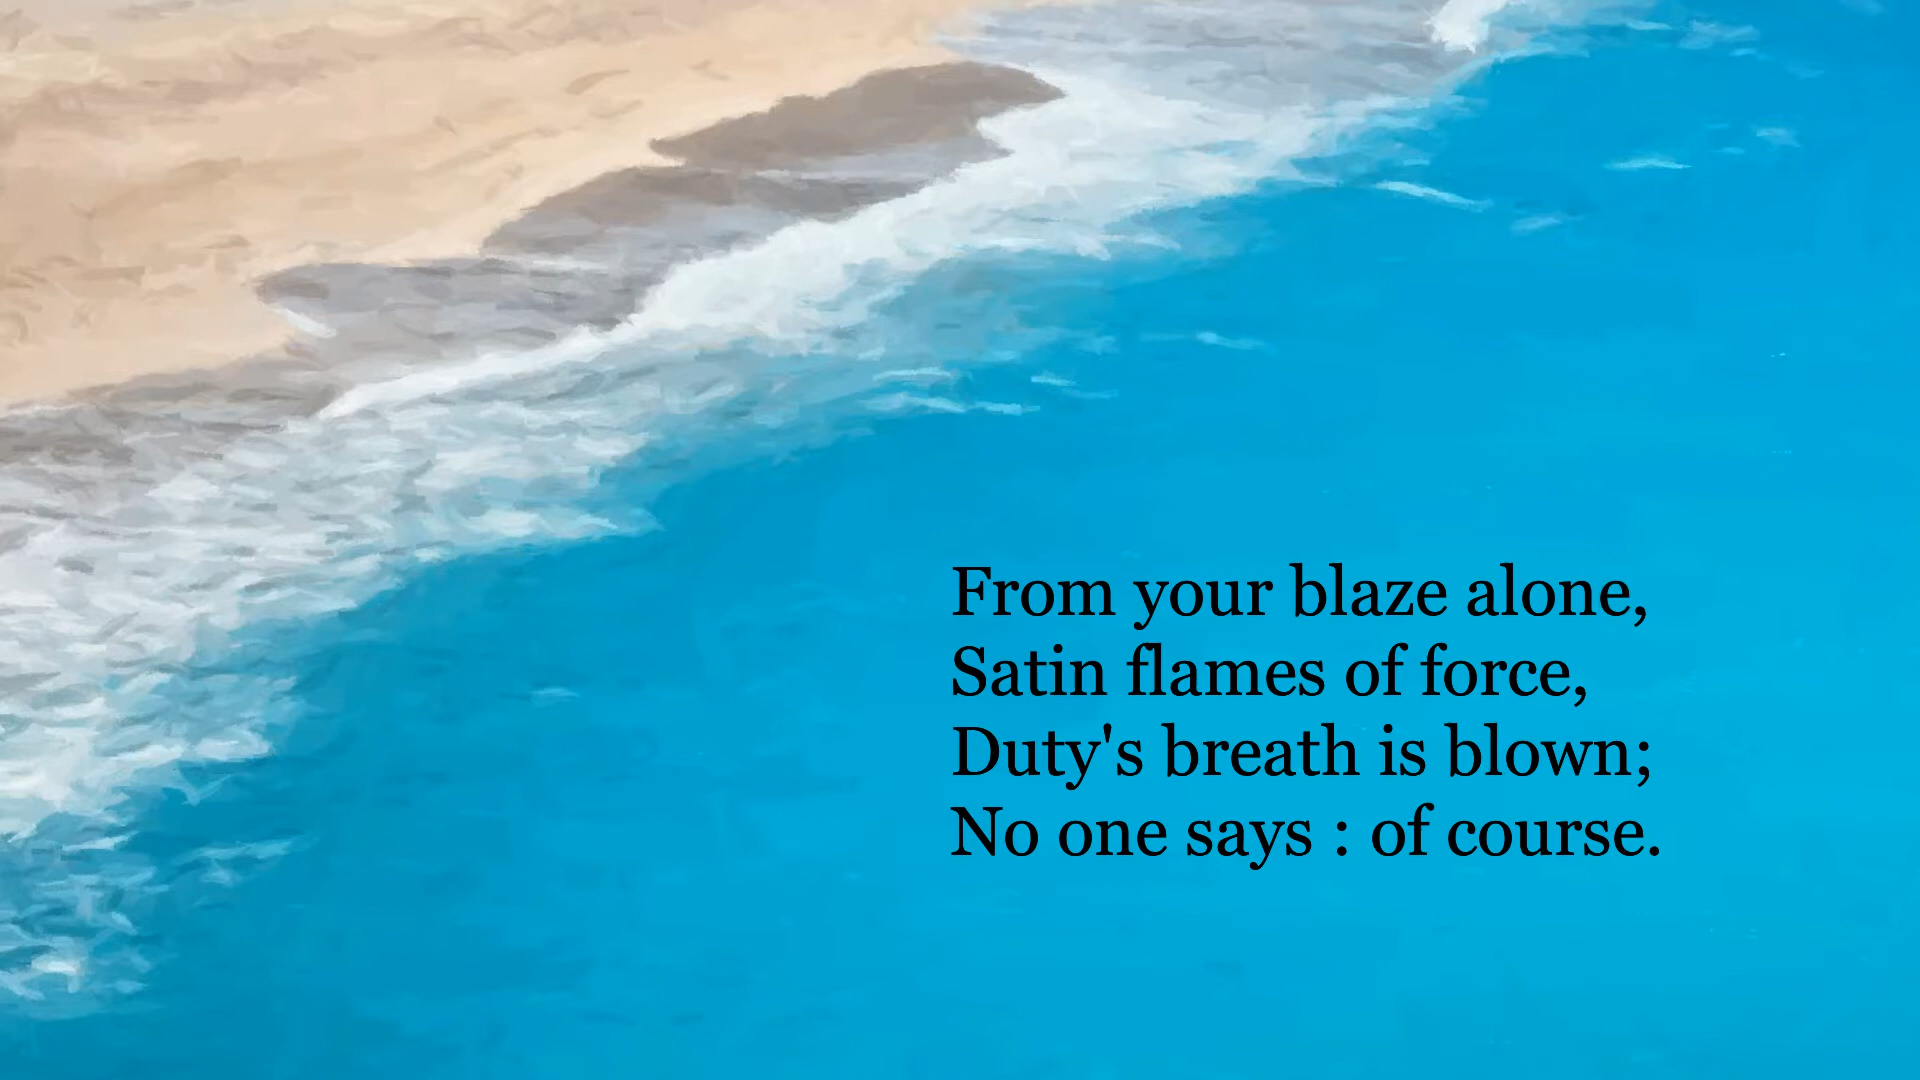 From your blaze alone,
Satin flames of force,
Duty's breath is blown;
No one says : of course.